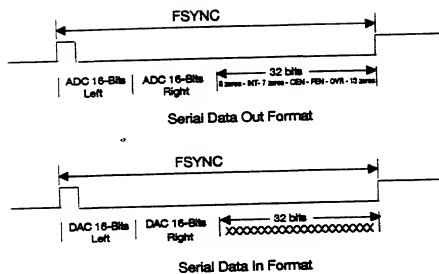 FSYNC
ADC 16-Bits Left
ADC 16-Bits Right
32 bits
8 zeros - INT- 7 zeros - CEN - PEN - OVR - 13 zeros
Serial Data Out Format
FSYNC
DAC 16-Bits Left
DAC 16-Bits Right
32 bits
XXXXXXXXXXXXXXXXXX
Serial Data In Format